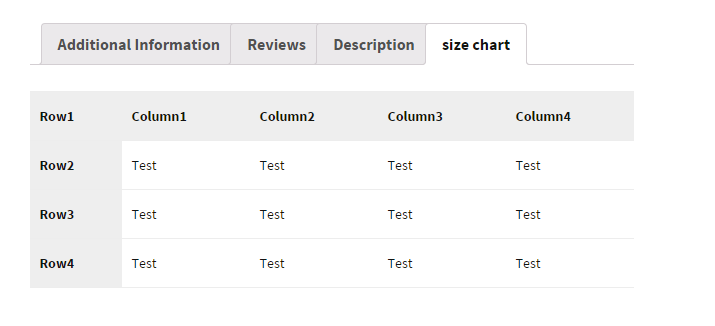 Additional Information Reviews Description size chart
Row1 Column1 Column2 Column3 Column4
Row2 Test Test Test Test
Row3 Test Test Test Test
Row4 Test Test Test Test